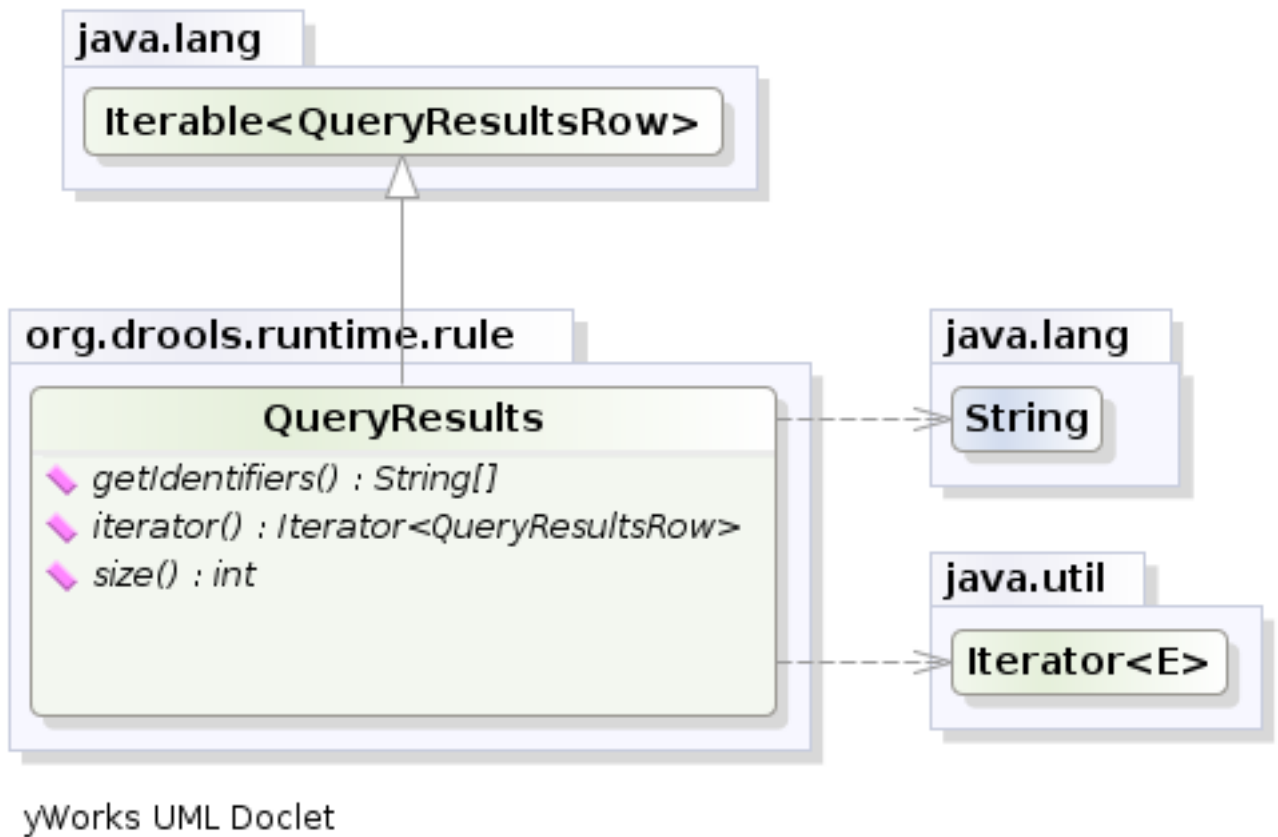 java.lang
Iterable<QueryResultsRow>
org.drools.runtime.rule
QueryResults
getIdentifiers() : String[]
iterator() : Iterator<QueryResultsRow>
size() : int
java.lang
String
java.util
Iterator<E>
yWorks UML Doclet